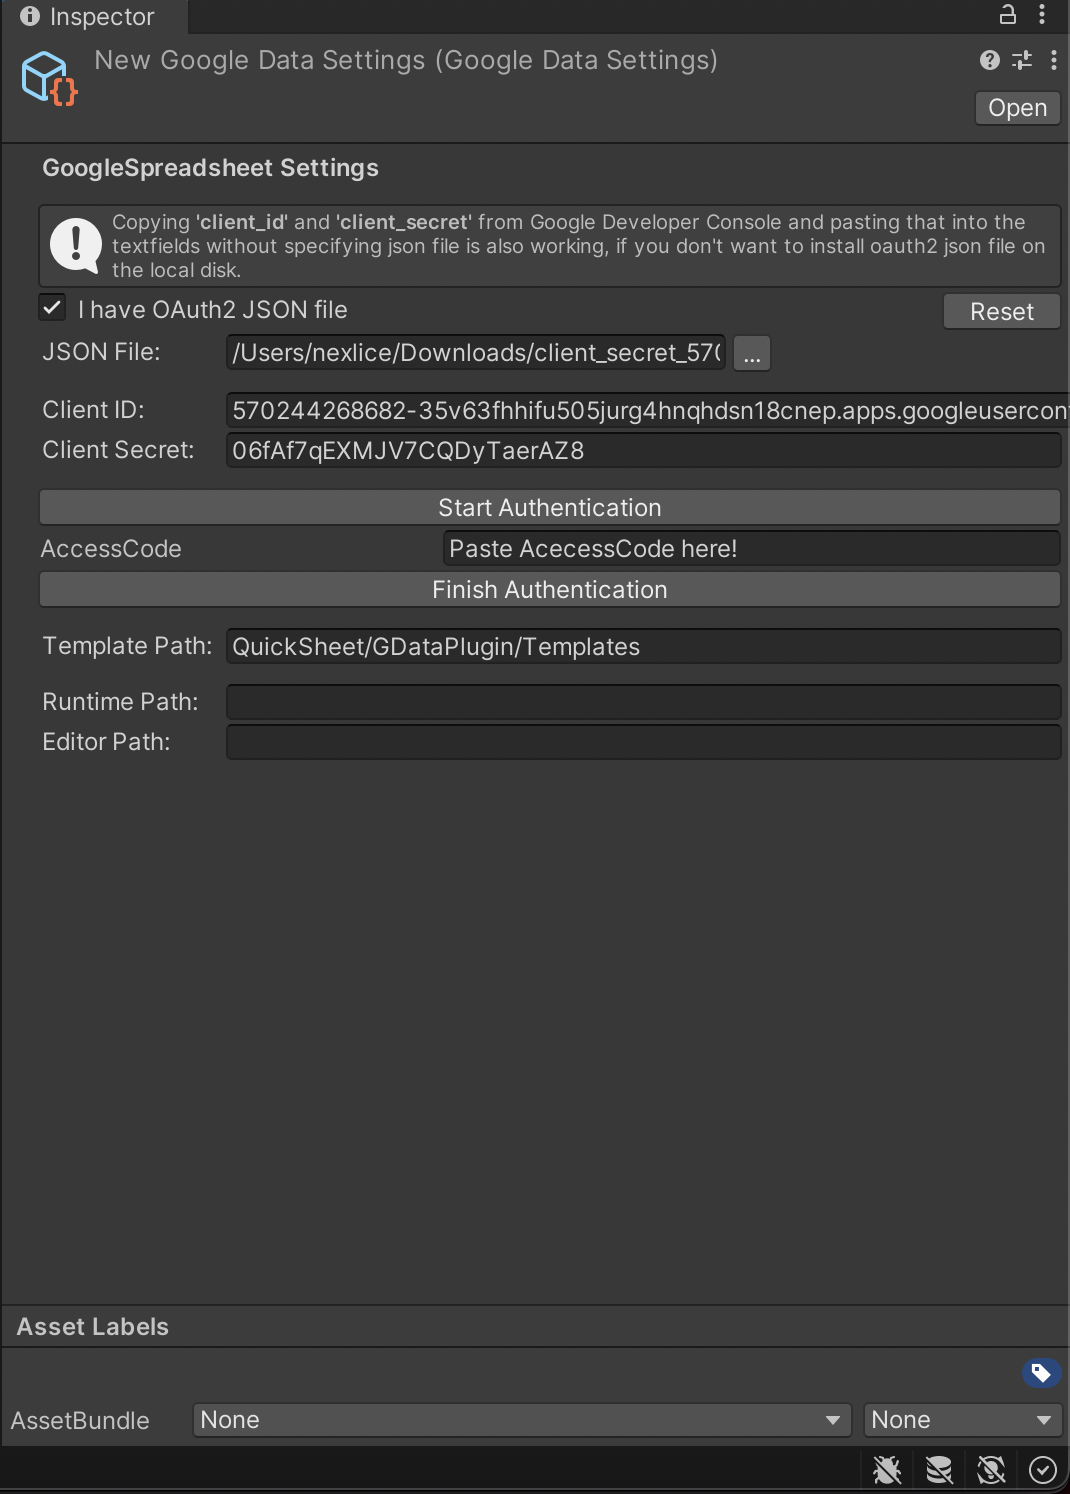 Inspector
New Google Data Settings (Google Data Settings)
Open
GoogleSpreadsheet Settings
Copying 'client_id' and 'client_secret' from Google Developer Console and pasting that into the
textfields without specifying json file is also working, if you don't want to install oauth2 json file on
the local disk.
I have OAuth2 JSON file
Reset
JSON File:
/Users/nexlice/Downloads/client_secret_570
...
Client ID:
570244268682-35v63fhhifu505jurg4hnqhdsn18cnep.apps.googleusercont
Client Secret:
06fAf7qEXMJV7CQDyTaerAZ8
Start Authentication
AccessCode
Paste AcecessCode here!
Finish Authentication
Template Path:
QuickSheet/GDataPlugin/Templates
Runtime Path:
Editor Path:
Asset Labels
AssetBundle
None
None